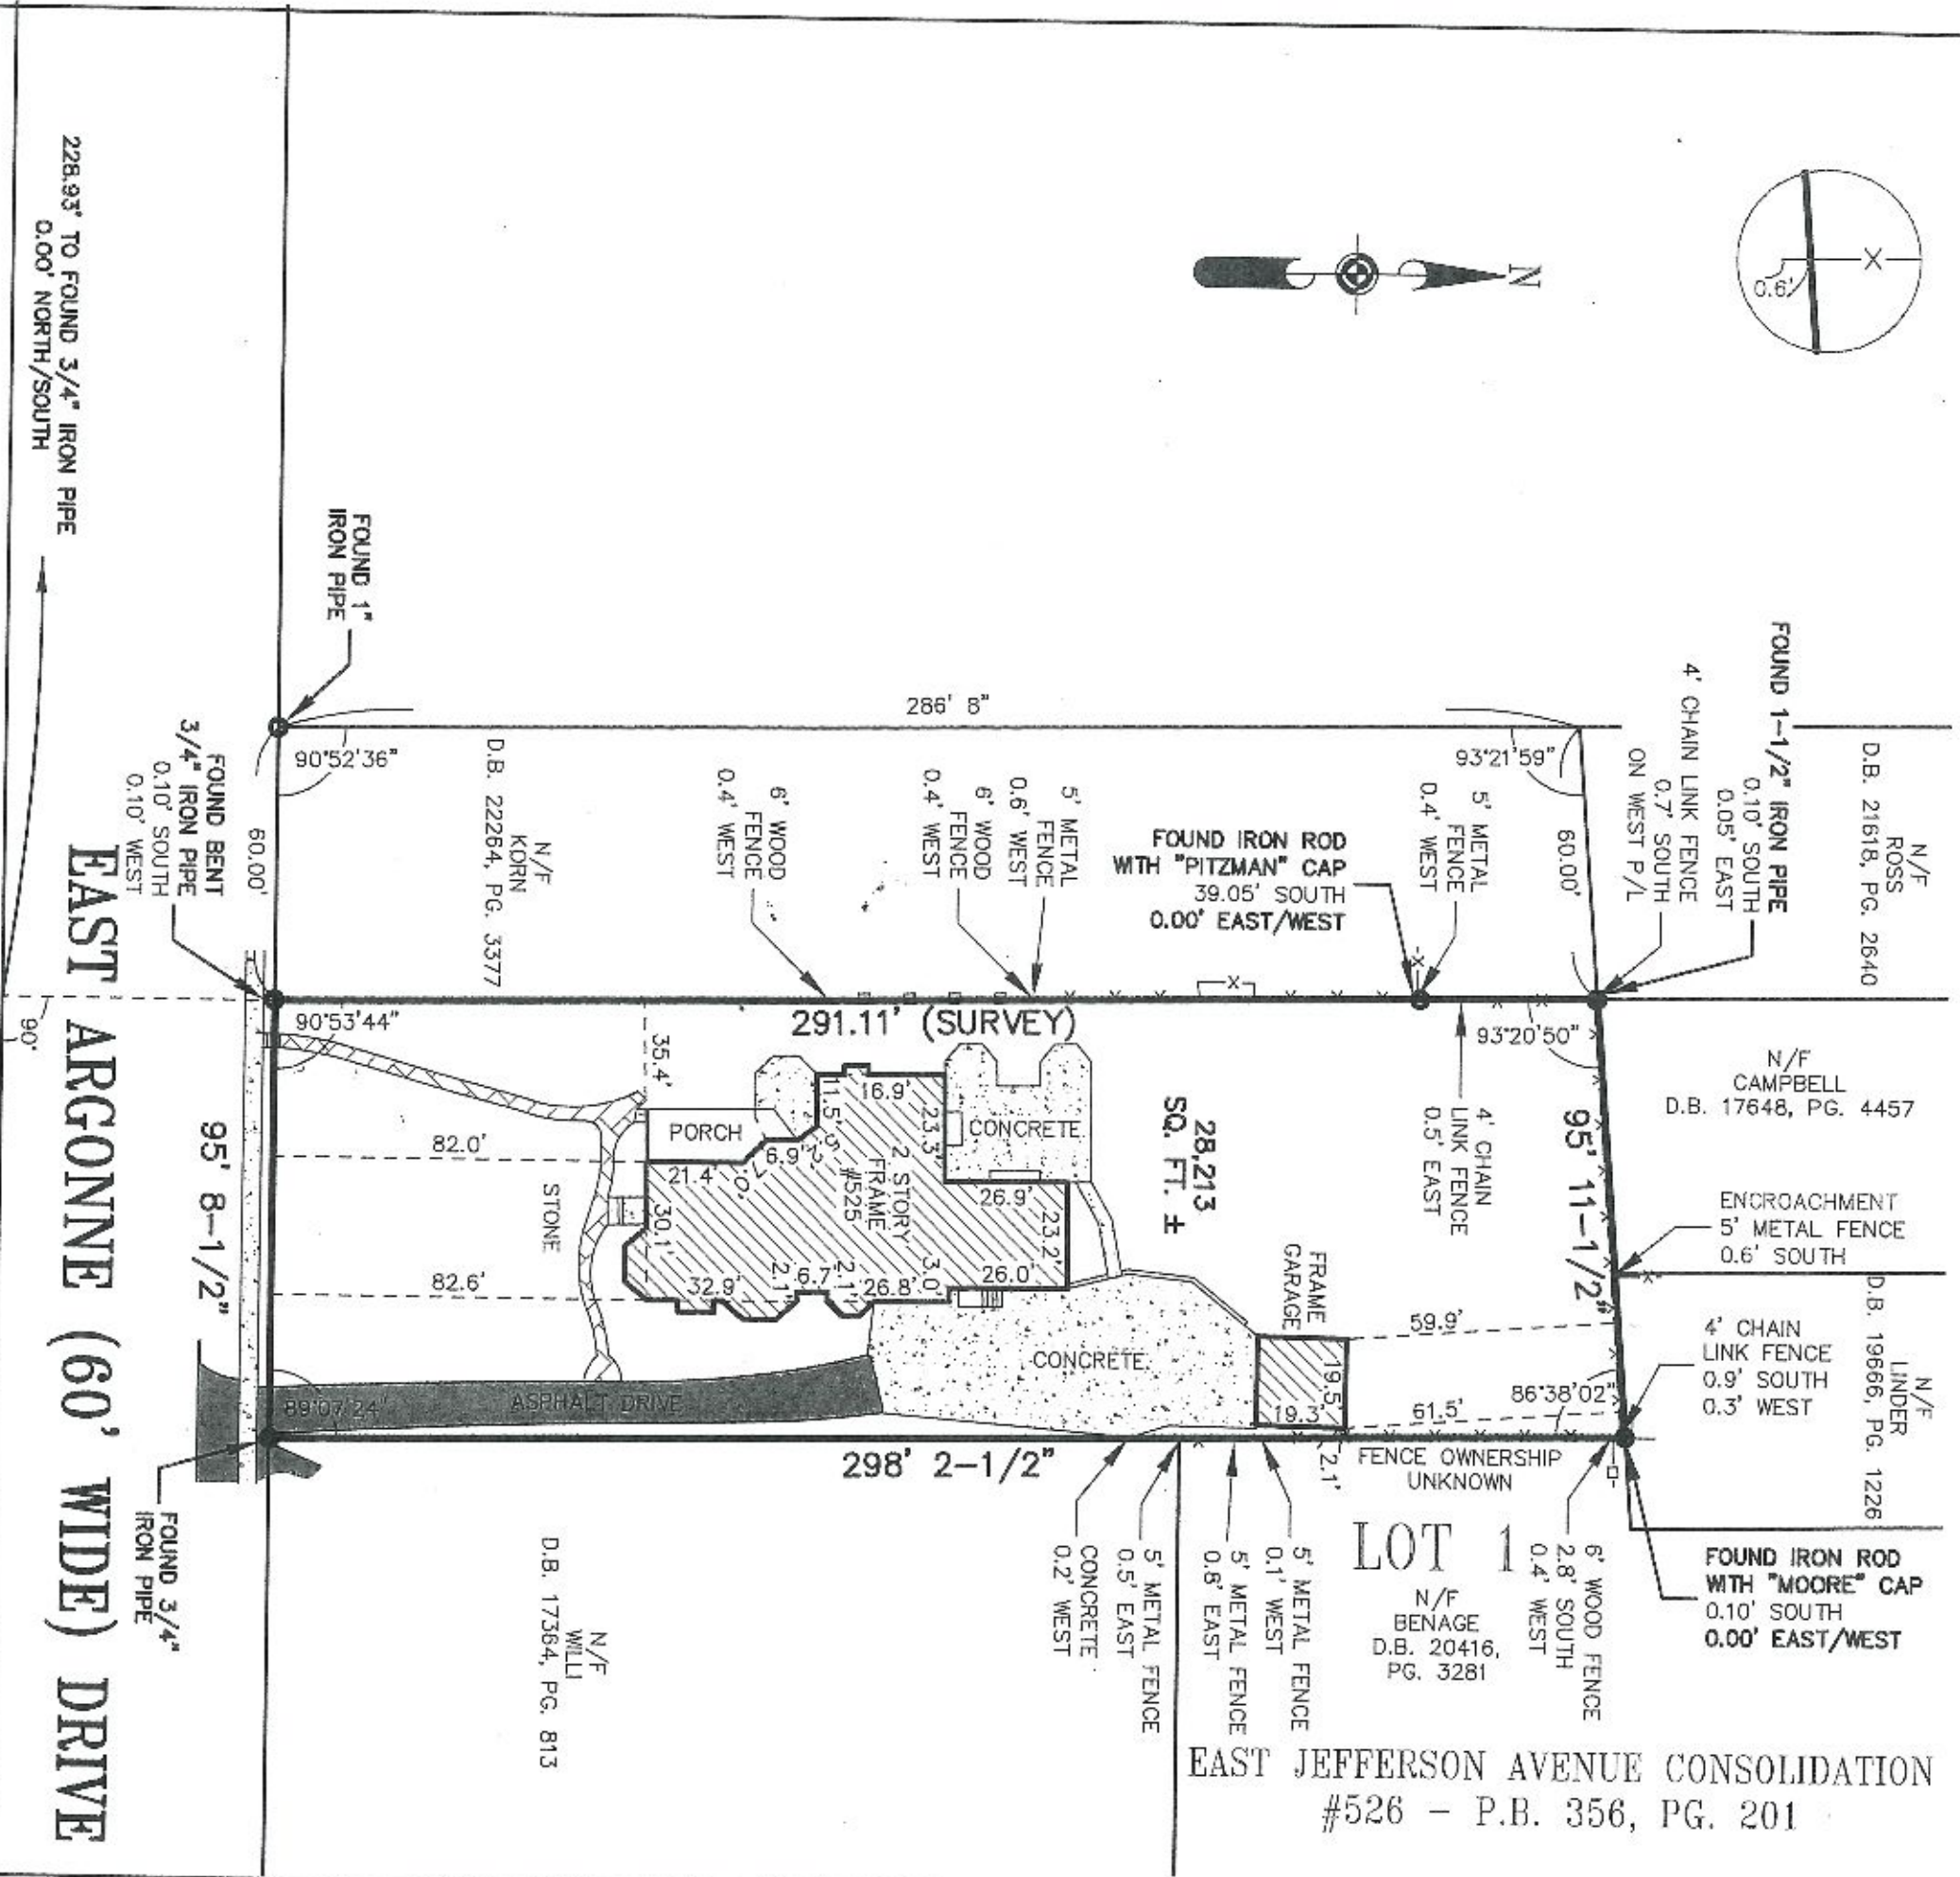 0.6'
N
228.93' TO FOUND 3/4" IRON PIPE
0.00' NORTH/SOUTH
FOUND 1"
IRON PIPE
286' 8"
90°52'36"
93°21'59"
60.00'
60.00'
FOUND 1-1/2" IRON PIPE
0.10' SOUTH
0.05' EAST
4' CHAIN LINK FENCE
0.7' SOUTH
ON WEST P/L
N/F
ROSS
D.B. 21618, PG. 2640
FOUND BENT
3/4" IRON PIPE
0.10' SOUTH
0.10' WEST
N/F
KORN
D.B. 22264, PG. 3377
6' WOOD
FENCE
0.4' WEST
5' METAL
FENCE
0.6' WEST
6' WOOD
FENCE
0.4' WEST
FOUND IRON ROD
WITH "PITZMAN" CAP
39.05' SOUTH
0.00' EAST/WEST
5' METAL
FENCE
0.4' WEST
291.11' (SURVEY)
90°53'44"
93°20'50"
90°
N/F
CAMPBELL
D.B. 17648, PG. 4457
4' CHAIN
LINK FENCE
0.5' EAST
95' 11-1/2"
ENCROACHMENT
5' METAL FENCE
0.6' SOUTH
28,213
SQ. FT. ±
35.4'
PORCH
82.0'
82.6'
STONE
21.4'
30.1'
32.9'
6.9'
11.5'
16.9'
23.3'
CONCRETE
2 STORY
FRAME
#525
26.9'
23.2'
26.0'
3.0'
26.8'
2.1'
6.7'
2.1'
FRAME
GARAGE
19.5'
19.3'
59.9'
61.5'
2.1'
CONCRETE
ASPHALT DRIVE
89°07'24"
86°38'02"
4' CHAIN
LINK FENCE
0.9' SOUTH
0.3' WEST
N/F
LINDER
D.B. 19666, PG. 1226
95' 8-1/2"
298' 2-1/2"
FENCE OWNERSHIP
UNKNOWN
FOUND 3/4"
IRON PIPE
N/F
WILLI
D.B. 17364, PG. 813
CONCRETE
0.2' WEST
5' METAL FENCE
0.5' EAST
5' METAL FENCE
0.8' EAST
5' METAL FENCE
0.1' WEST
LOT 1
N/F
BENAGE
D.B. 20416,
PG. 3281
6' WOOD FENCE
2.8' SOUTH
0.4' WEST
FOUND IRON ROD
WITH "MOORE" CAP
0.10' SOUTH
0.00' EAST/WEST
EAST JEFFERSON AVENUE CONSOLIDATION
#526 - P.B. 356, PG. 201
EAST ARGONNE (60' WIDE) DRIVE